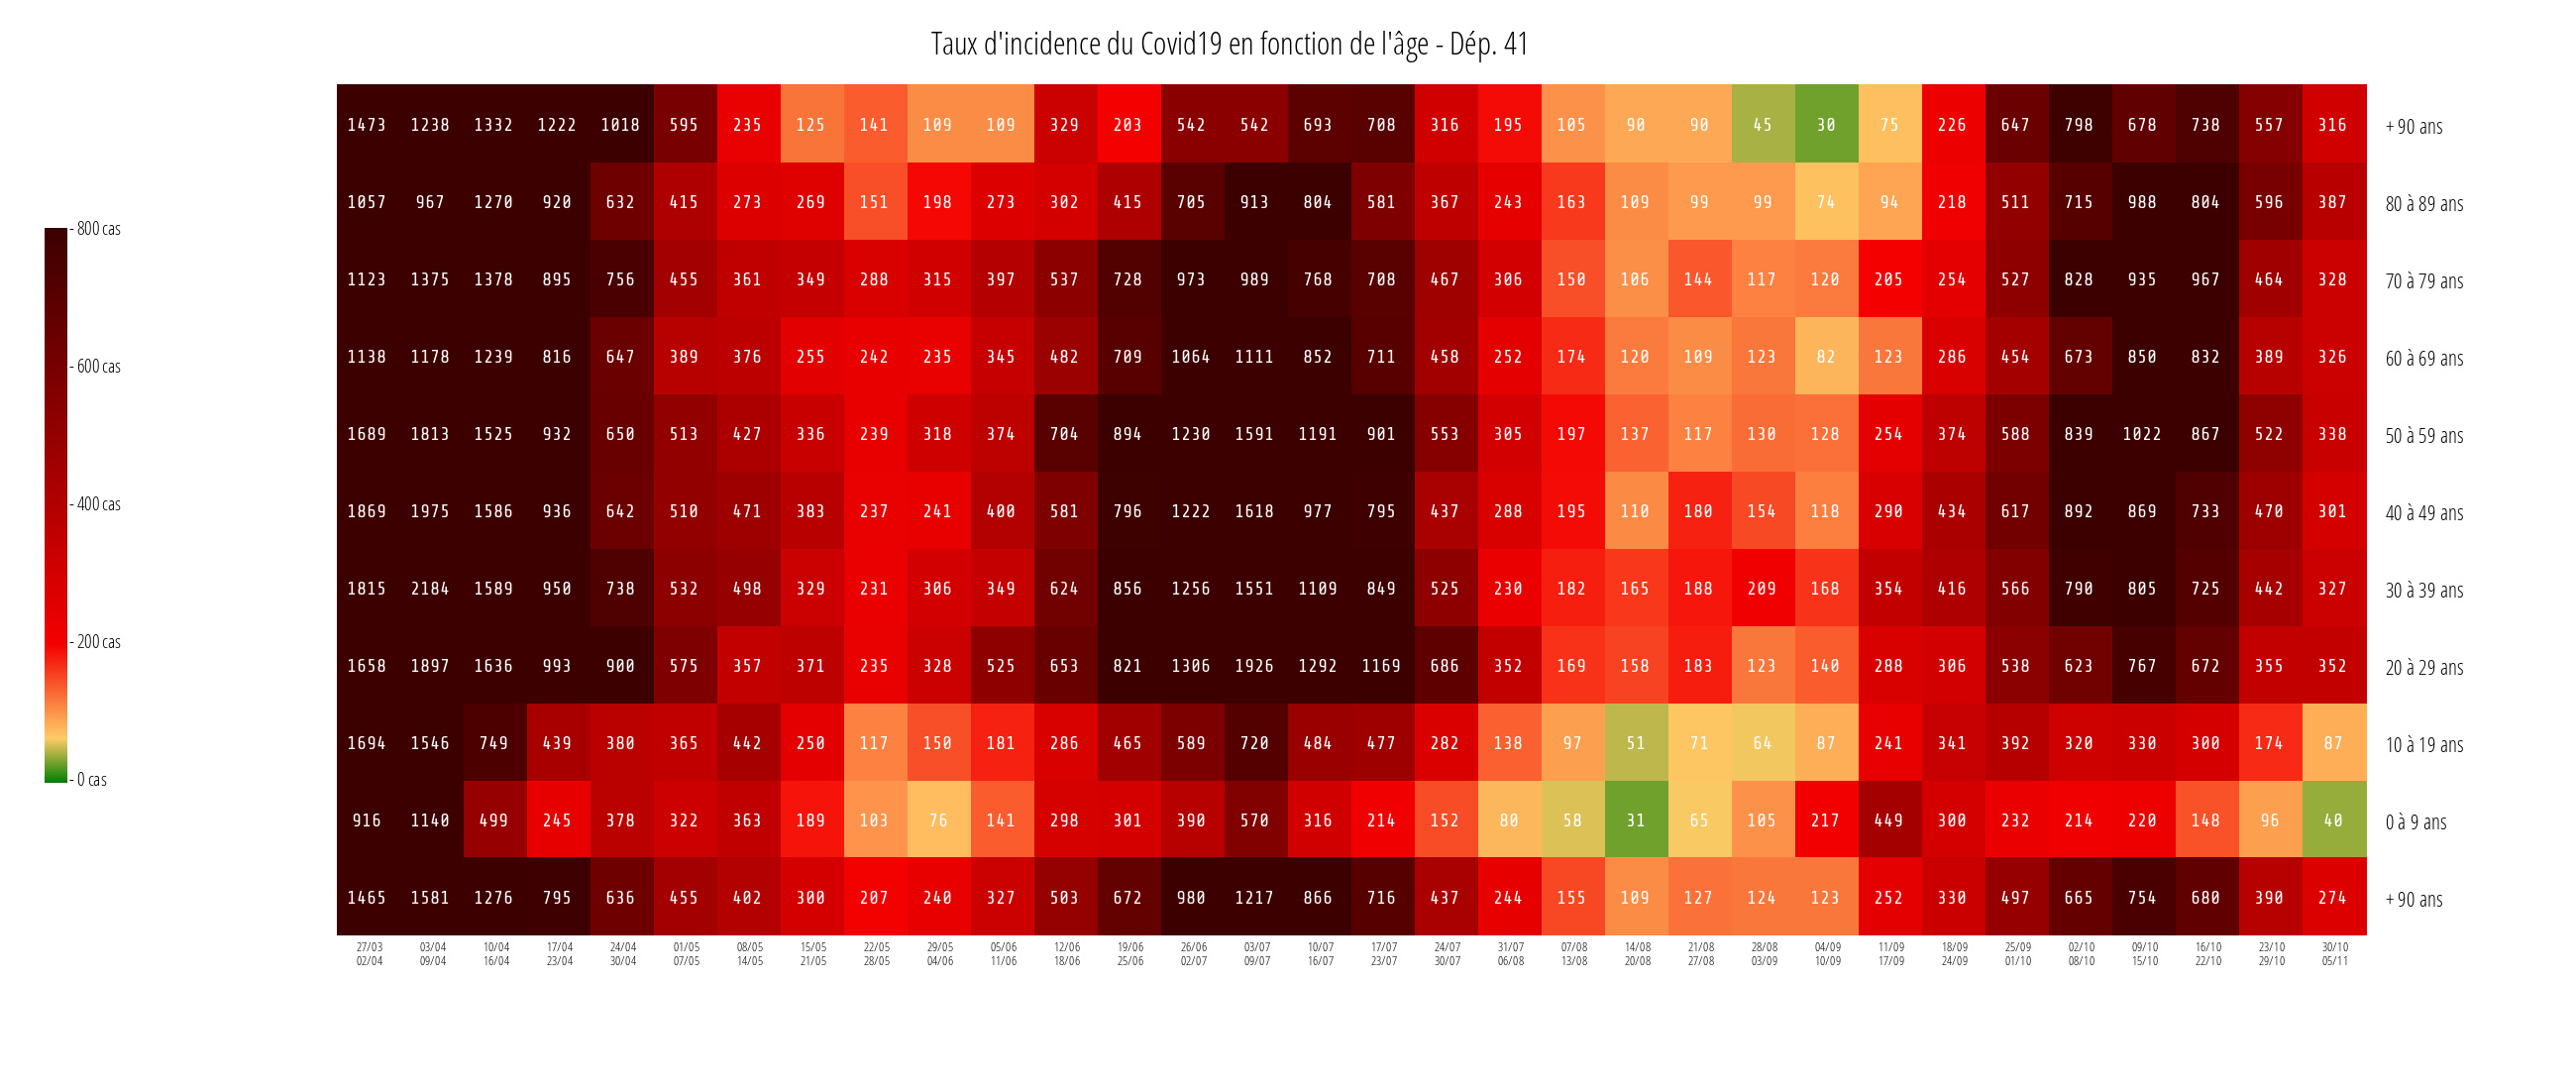 Taux d'incidence du Covid19 en fonction de l'âge - Dép. 41
1473 1238 1332 1222 1018 595 235 125 141 109 109 329 203 542 542 693 708 316 195 105 90 90 45 30 75 226 647 798 678 738 557 316 + 90 ans
1057 967 1270 920 632 415 273 269 151 198 273 302 415 705 913 804 581 367 243 163 109 99 99 74 94 218 511 715 988 804 596 387 80 à 89 ans
- 800 cas
1123 1375 1378 895 756 455 361 349 288 315 397 537 728 973 989 768 708 467 306 150 106 144 117 120 205 254 527 828 935 967 464 328 70 à 79 ans
1138 1178 1239 816 647 389 376 255 242 235 345 482 709 1064 1111 852 711 458 252 174 120 109 123 82 123 286 454 673 850 832 389 326 60 à 69 ans
- 600 cas
1689 1813 1525 932 650 513 427 336 239 318 374 704 894 1230 1591 1191 901 553 305 197 137 117 130 128 254 374 588 839 1022 867 522 338 50 à 59 ans
- 400 cas
1869 1975 1586 936 642 510 471 383 237 241 400 581 796 1222 1618 977 795 437 288 195 110 180 154 118 290 434 617 892 869 733 470 301 40 à 49 ans
1815 2184 1589 950 738 532 498 329 231 306 349 624 856 1256 1551 1109 849 525 230 182 165 188 209 168 354 416 566 790 805 725 442 327 30 à 39 ans
- 200 cas
1658 1897 1636 993 900 575 357 371 235 328 525 653 821 1306 1926 1292 1169 686 352 169 158 183 123 140 288 306 538 623 767 672 355 352 20 à 29 ans
1694 1546 749 439 380 365 442 250 117 150 181 286 465 589 720 484 477 282 138 97 51 71 64 87 241 341 392 320 330 300 174 87 10 à 19 ans
- 0 cas
916 1140 499 245 378 322 363 189 103 76 141 298 301 390 570 316 214 152 80 58 31 65 105 217 449 300 232 214 220 148 96 40 0 à 9 ans
1465 1581 1276 795 636 455 402 300 207 240 327 503 672 980 1217 866 716 437 244 155 109 127 124 123 252 330 497 665 754 680 390 274 + 90 ans
27/03 03/04 10/04 17/04 24/04 01/05 08/05 15/05 22/05 29/05 05/06 12/06 19/06 26/06 03/07 10/07 17/07 24/07 31/07 07/08 14/08 21/08 28/08 04/09 11/09 18/09 25/09 02/10 09/10 16/10 23/10 30/10
02/04 09/04 16/04 23/04 30/04 07/05 14/05 21/05 28/05 04/06 11/06 18/06 25/06 02/07 09/07 16/07 23/07 30/07 06/08 13/08 20/08 27/08 03/09 10/09 17/09 24/09 01/10 08/10 15/10 22/10 29/10 05/11